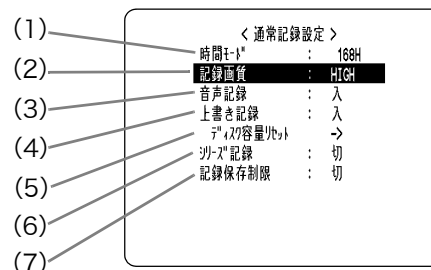 (1)
(2)
(3)
(4)
(5)
(6)
(7)
< 通常記録設定 >
時間ﾓｰﾄﾞ : 168H
記録画質 : HIGH
音声記録 : 入
上書き記録 : 入
ﾃﾞｨｽｸ容量ﾘｾｯﾄ ->
ｼﾘｰｽﾞ記録 : 切
記録保存制限 : 切